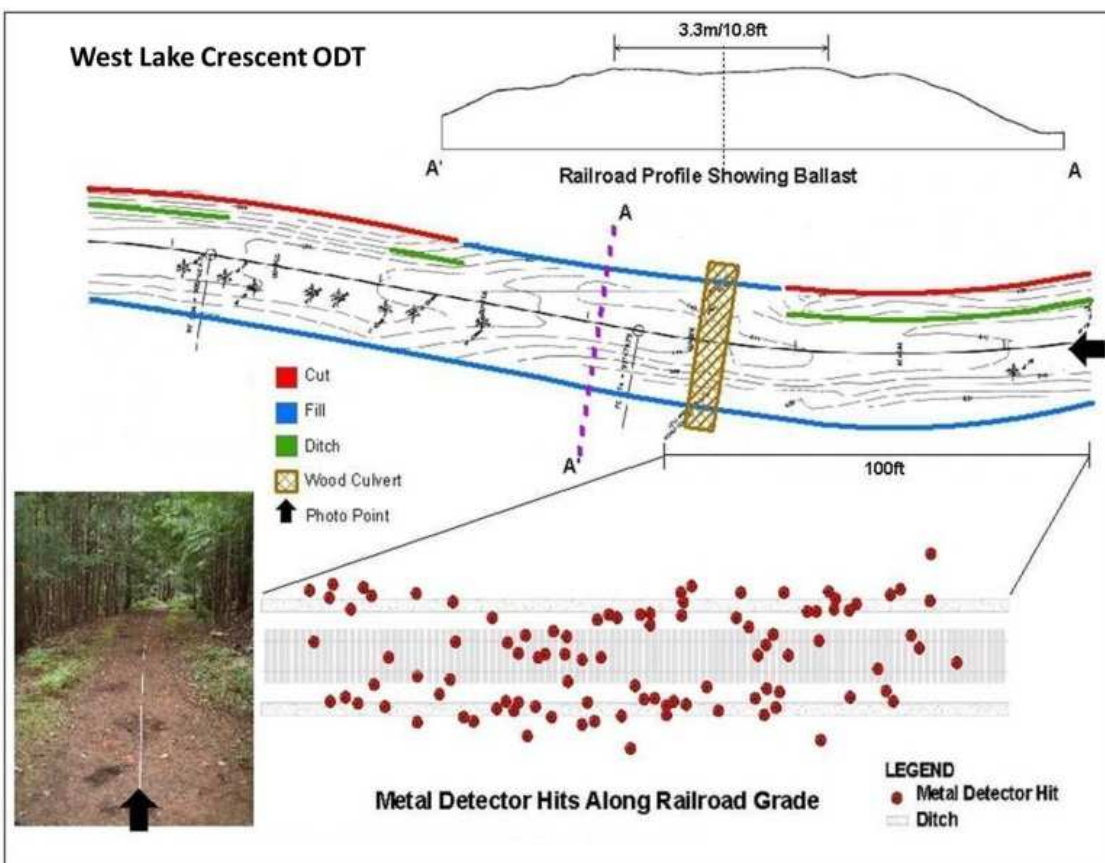 West Lake Crescent ODT
3.3m/10.8ft
A'
A
Railroad Profile Showing Ballast
A
A'
Cut
Fill
Ditch
Wood Culvert
Photo Point
100ft
Metal Detector Hits Along Railroad Grade
LEGEND
Metal Detector Hit
Ditch